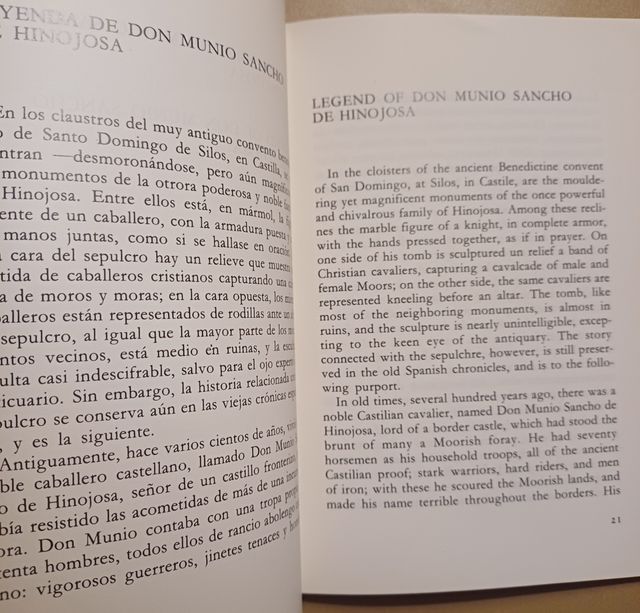 YENDA DE DON MUNIO SANCHO
DE HINOJOSA
En los claustros del muy antiguo convento
o de Santo Domingo de Silos, en Castilla, se
ntran —desmoronándose, pero aún
monumentos de la otrora poderosa y noble
Hinojosa. Entre ellos está, en mármol, la
ente de un caballero, con la armadura puesta y
manos juntas, como si se hallase en oración.
cara del sepulcro hay un relieve que
tida de caballeros cristianos capturando una
a de moros y moras; en la cara opuesta, los
balleros están representados de rodillas ante un
sepulcro, al igual que la mayor parte de los
ntos vecinos, está medio en ruinas, y la
ulta casi indescifrable, salvo para el ojo
ticuario. Sin embargo, la historia relacionada
pulcro se conserva aún en las viejas crónicas
, y es la siguiente.
Antiguamente, hace varios cientos de años,
ble caballero castellano, llamado Don Munio
o de Hinojosa, señor de un castillo
bía resistido las acometidas de más de una
ora. Don Munio contaba con una tropa
tenta hombres, todos ellos de rancio abolengo
no: vigorosos guerreros, jinetes tenaces y
LEGEND OF DON MUNIO SANCHO
DE HINOJOSA
In the cloisters of the ancient Benedictine convent
of San Domingo, at Silos, in Castile, are the moulde-
ring yet magnificent monuments of the once powerful
and chivalrous family of Hinojosa. Among these recli-
nes the marble figure of a knight, in complete armor,
with the hands pressed together, as if in prayer. On
one side of his tomb is sculptured un relief a band of
Christian cavaliers, capturing a cavalcade of male and
female Moors; on the other side, the same cavaliers are
represented kneeling before an altar. The tomb, like
most of the neighboring monuments, is almost in
ruins, and the sculpture is nearly unintelligible, excep-
ting to the keen eye of the antiquary. The story
connected with the sepulchre, however, is still preser-
ved in the old Spanish chronicles, and is to the follo-
wing purport.
In old times, several hundred years ago, there was a
noble Castilian cavalier, named Don Munio Sancho de
Hinojosa, lord of a border castle, which had stood the
brunt of many a Moorish foray. He had seventy
horsemen as his household troops, all of the ancient
Castilian proof; stark warriors, hard riders, and men
of iron; with these he scoured the Moorish lands, and
made his name terrible throughout the borders. His
21